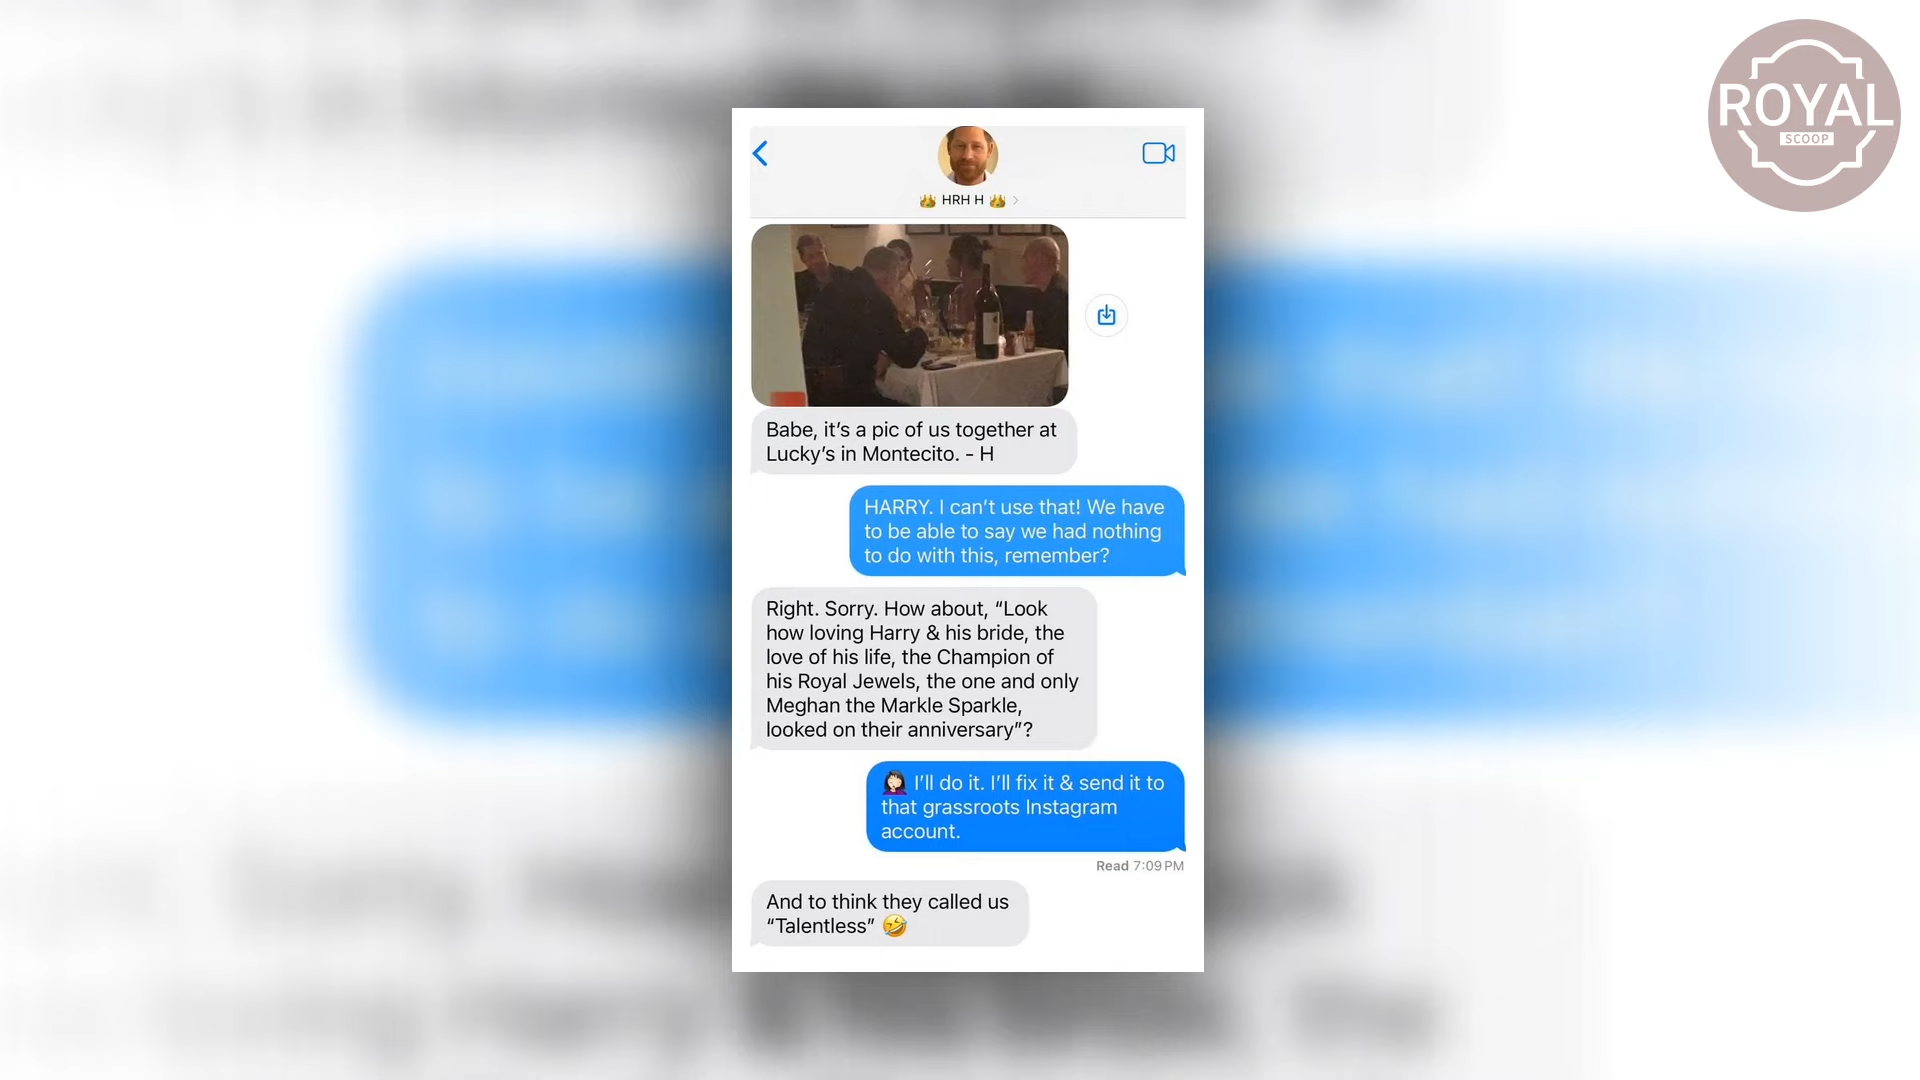 ROYAL
SCOOP
👑 HRH H 👑 >
Babe, it’s a pic of us together at
Lucky’s in Montecito. - H
HARRY. I can’t use that! We have
to be able to say we had nothing
to do with this, remember?
Right. Sorry. How about, “Look
how loving Harry & his bride, the
love of his life, the Champion of
his Royal Jewels, the one and only
Meghan the Markle Sparkle,
looked on their anniversary”?
🤦🏻‍♀️ I’ll do it. I’ll fix it & send it to
that grassroots Instagram
account.
Read 7:09 PM
And to think they called us
“Talentless” 🤣